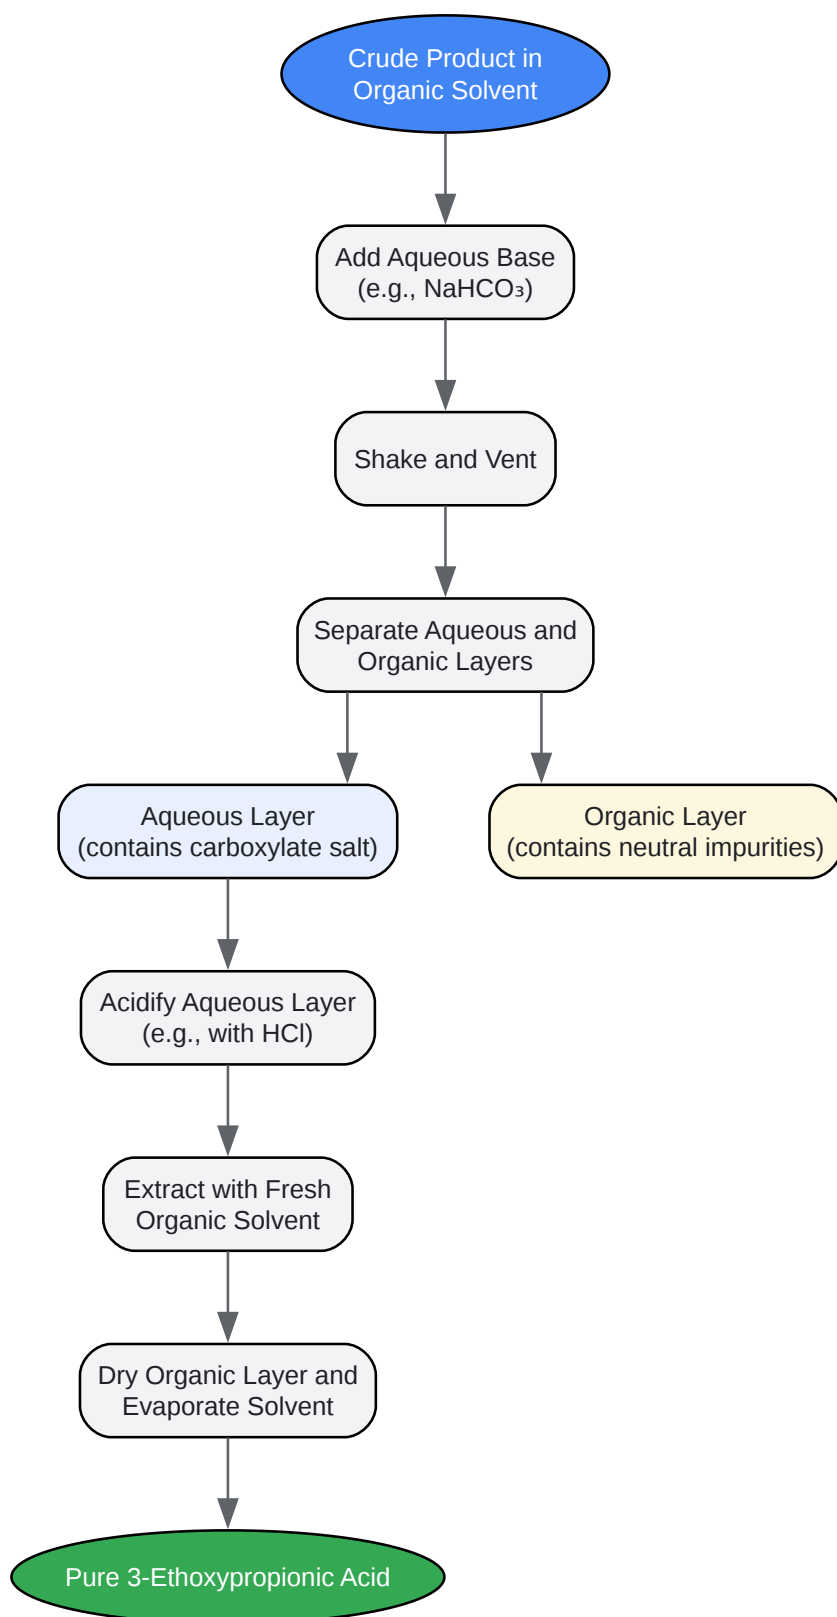 Crude Product in
Organic Solvent
Add Aqueous Base
(e.g., NaHCO₃)
Shake and Vent
Separate Aqueous and
Organic Layers
Aqueous Layer
(contains carboxylate salt)
Organic Layer
(contains neutral impurities)
Acidify Aqueous Layer
(e.g., with HCl)
Extract with Fresh
Organic Solvent
Dry Organic Layer and
Evaporate Solvent
Pure 3-Ethoxypropionic Acid